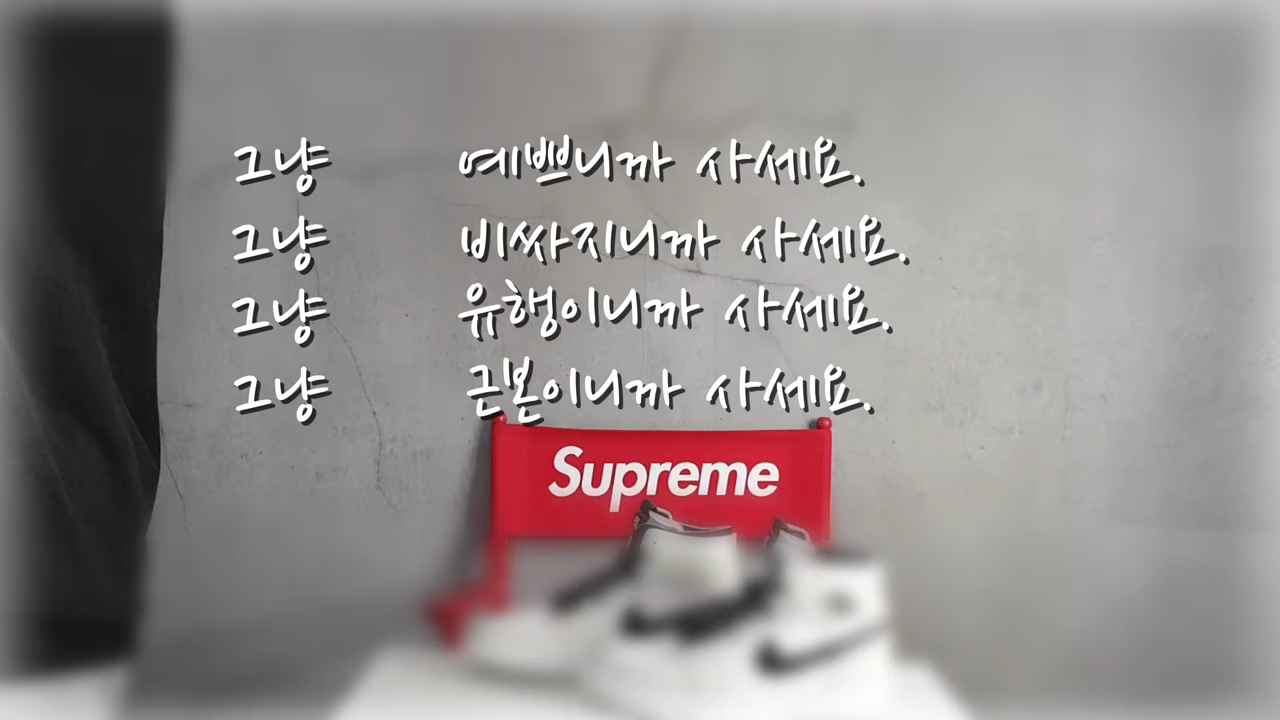 그냥 예쁘니까 사세요.
그냥 비싸지니까 사세요.
그냥 유행이니까 사세요.
그냥 근본이니까 사세요.
Supreme